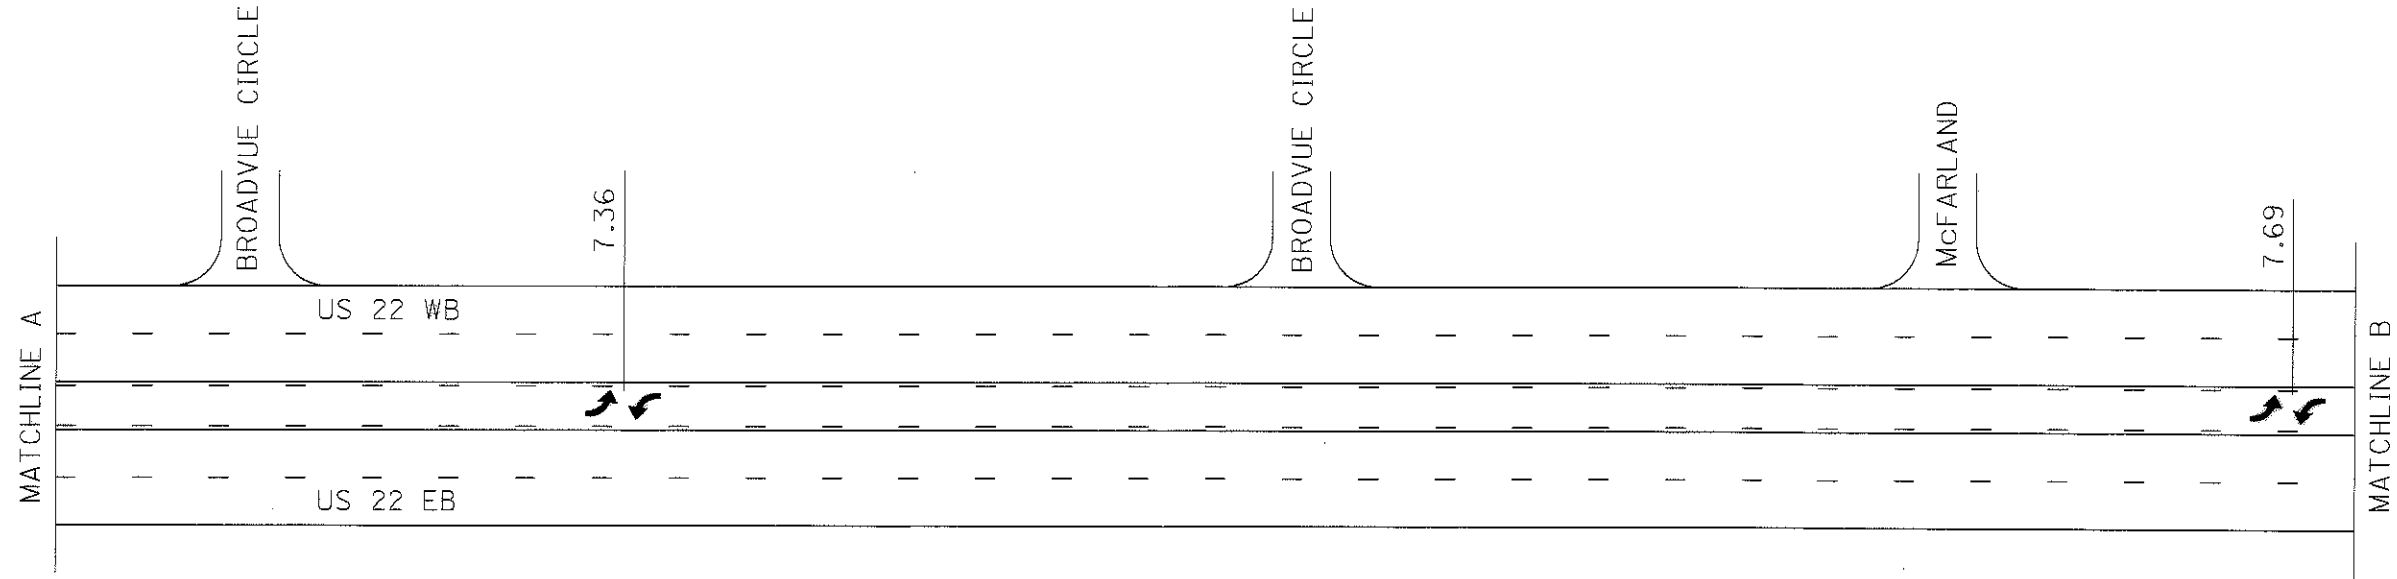 BROADVUE CIRCLE
BROADVUE CIRCLE
McFARLAND
7.36
7.69
US 22 WB
MATCHLINE A
MATCHLINE B
US 22 EB